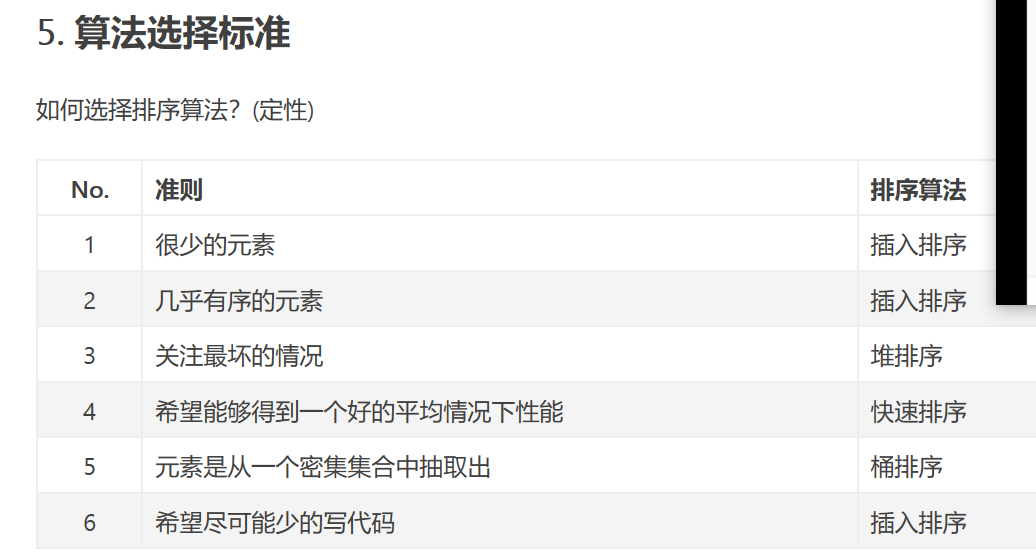 5. 算法选择标准
如何选择排序算法？(定性)
No. 准则 排序算法
1 很少的元素 插入排序
2 几乎有序的元素 插入排序
3 关注最坏的情况 堆排序
4 希望能够得到一个好的平均情况下性能 快速排序
5 元素是从一个密集集合中抽取出 桶排序
6 希望尽可能少的写代码 插入排序